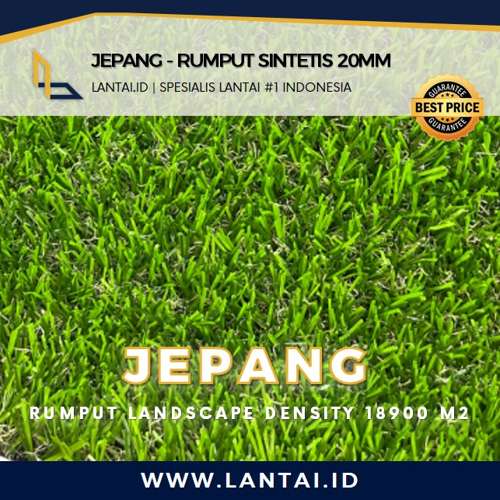 JEPANG - RUMPUT SINTETIS 20MM
LANTAI.ID | SPESIALIS LANTAI #1 INDONESIA
GUARANTEE
BEST PRICE
GUARANTEE
JEPANG
RUMPUT LANDSCAPE DENSITY 18900 M2
WWW.LANTAI.ID